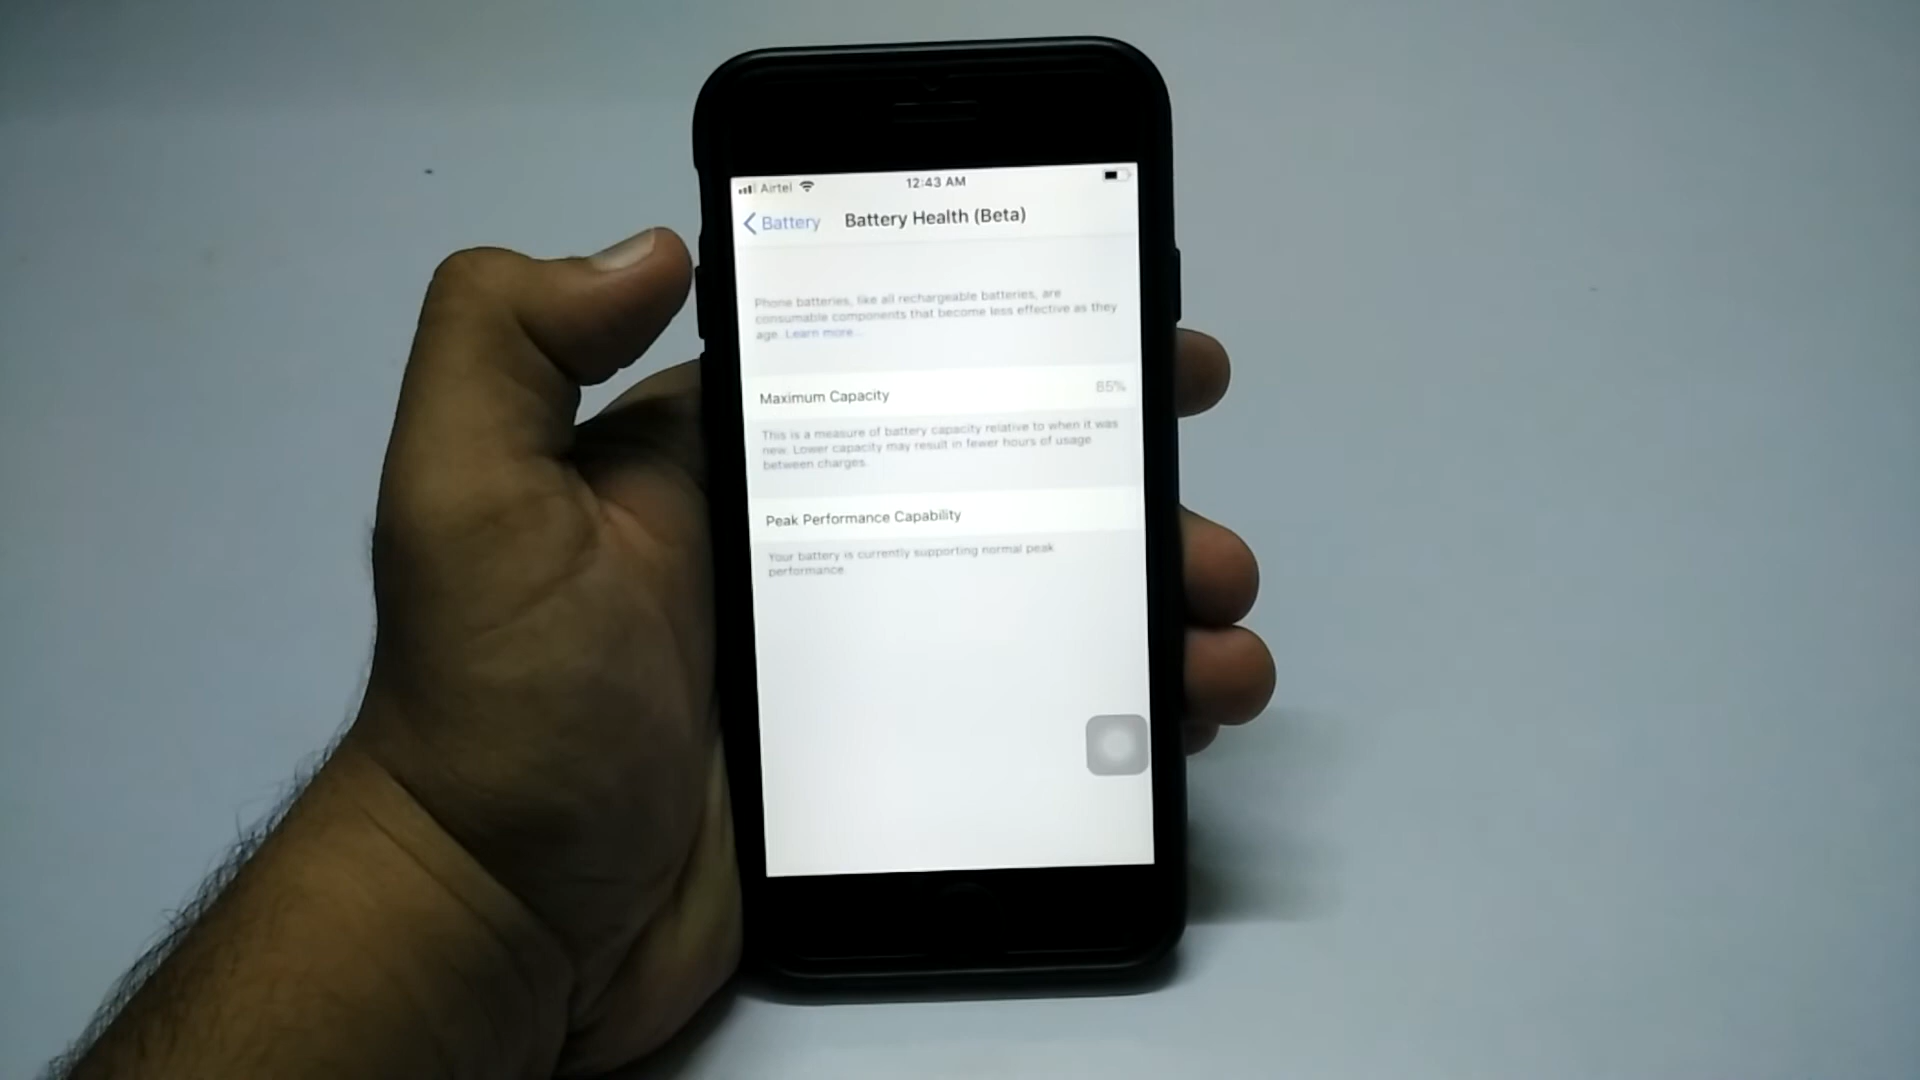 Airtel 12:43 AM
Battery Battery Health (Beta)
Phone batteries, like all rechargeable batteries, are
consumable components that become less effective as they
age. Learn more...
Maximum Capacity 85%
This is a measure of battery capacity relative to when it was
new. Lower capacity may result in fewer hours of usage
between charges.
Peak Performance Capability
Your battery is currently supporting normal peak
performance.